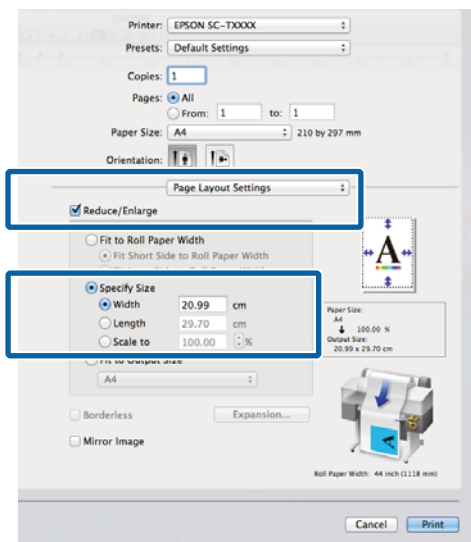 Printer: EPSON SC-TXXXX
Presets: Default Settings
Copies: 1
Pages: All
From: 1 to: 1
Paper Size: A4 210 by 297 mm
Orientation:
Page Layout Settings
Reduce/Enlarge
Fit to Roll Paper Width
Fit Short Side to Roll Paper Width
Specify Size
Width 20.99 cm
Length 29.70 cm
Scale to 100.00 %
Fit to Output Size
A4
Borderless Expansion...
Mirror Image
A
Paper Size:
A4
100.00 %
Output Size:
20.99 x 29.70 cm
Roll Paper Width: 44 inch (1118 mm)
Cancel Print